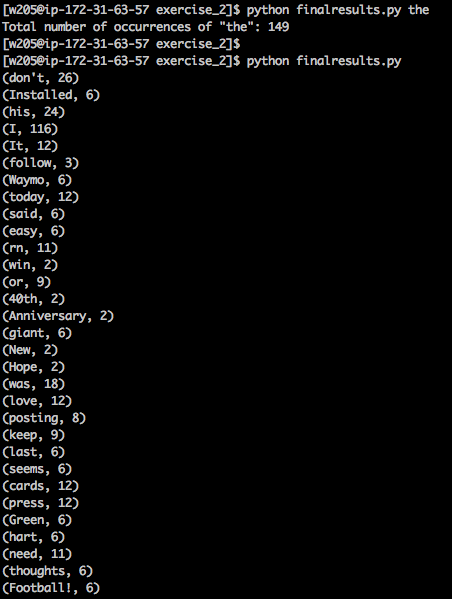 [w205@ip-172-31-63-57 exercise_2]$ python finalresults.py the
Total number of occurrences of "the": 149
[w205@ip-172-31-63-57 exercise_2]$
[w205@ip-172-31-63-57 exercise_2]$ python finalresults.py
(don't, 26)
(Installed, 6)
(his, 24)
(I, 116)
(It, 12)
(follow, 3)
(Waymo, 6)
(today, 12)
(said, 6)
(easy, 6)
(rn, 11)
(win, 2)
(or, 9)
(40th, 2)
(Anniversary, 2)
(giant, 6)
(New, 2)
(Hope, 2)
(was, 18)
(love, 12)
(posting, 8)
(keep, 9)
(last, 6)
(seems, 6)
(cards, 12)
(press, 12)
(Green, 6)
(hart, 6)
(need, 11)
(thoughts, 6)
(Football!, 6)